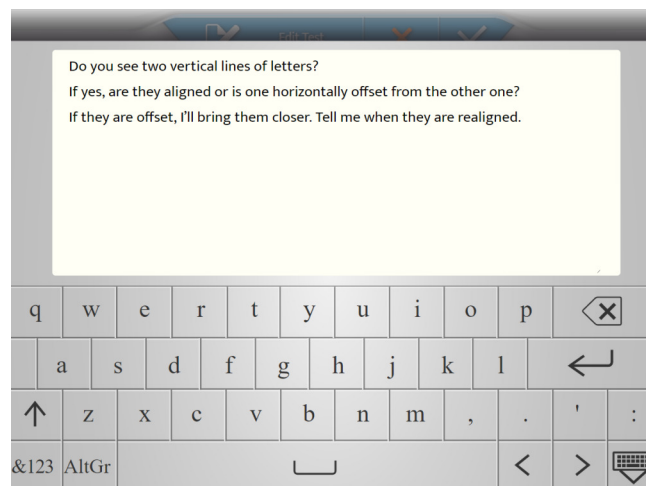 Edit Test
Do you see two vertical lines of letters?
If yes, are they aligned or is one horizontally offset from the other one?
If they are offset, I'll bring them closer. Tell me when they are realigned.
q w e r t y u i o p
a s d f g h j k l
z x c v b n m , . ' :
&123 AltGr < >